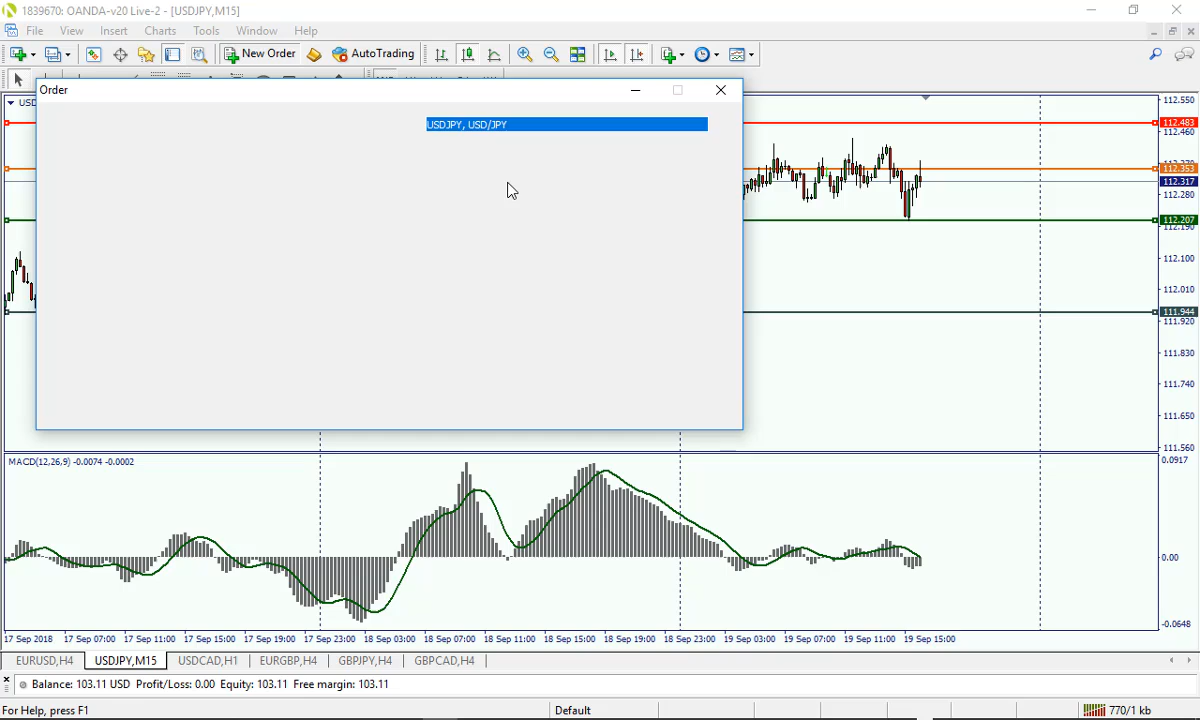 1839670: OANDA-v20 Live-2 - [USDJPY,M15]
File View Insert Charts Tools Window Help
New Order AutoTrading
Order
USDJPY, USD/JPY
USD
112.550
112.483
112.460
112.353
112.317
112.280
112.207
112.190
112.100
112.010
111.944
111.920
111.830
111.740
111.650
111.560
MACD(12,26,9) -0.0074 -0.0002
0.0917
0.00
-0.0648
17 Sep 2018 17 Sep 07:00 17 Sep 11:00 17 Sep 15:00 17 Sep 19:00 17 Sep 23:00 18 Sep 03:00 18 Sep 07:00 18 Sep 11:00 18 Sep 15:00 18 Sep 19:00 18 Sep 23:00 19 Sep 03:00 19 Sep 07:00 19 Sep 11:00 19 Sep 15:00
EURUSD,H4 USDJPY,M15 USDCAD,H1 EURGBP,H4 GBPJPY,H4 GBPCAD,H4
Balance: 103.11 USD Profit/Loss: 0.00 Equity: 103.11 Free margin: 103.11
For Help, press F1 Default 770/1 kb